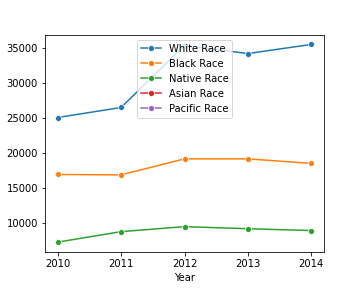 35000
30000
25000
20000
15000
10000
White Race
Black Race
Native Race
Asian Race
Pacific Race
2010 2011 2012 2013 2014
Year